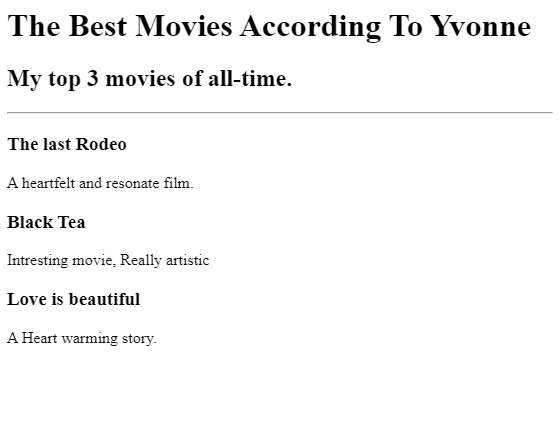 The Best Movies According To Yvonne
My top 3 movies of all-time.
The last Rodeo
A heartfelt and resonate film.
Black Tea
Intresting movie, Really artistic
Love is beautiful
A Heart warming story.